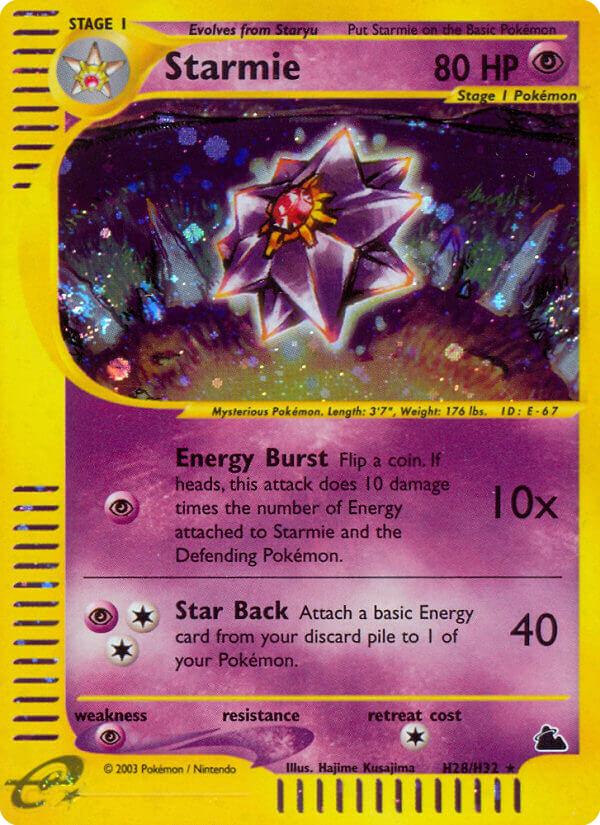 STAGE 1
Evolves from Staryu
Put Starmie on the Basic Pokémon
Starmie
80 HP
Stage 1 Pokémon
Mysterious Pokémon. Length: 3'7", Weight: 176 lbs. ID: E-67
Energy Burst Flip a coin. If
heads, this attack does 10 damage
times the number of Energy
attached to Starmie and the
Defending Pokémon.
10x
Star Back Attach a basic Energy
card from your discard pile to 1 of
your Pokémon.
40
weakness
resistance
retreat cost
© 2003 Pokémon / Nintendo
Illus. Hajime Kusajima
H28/H32 ★
e